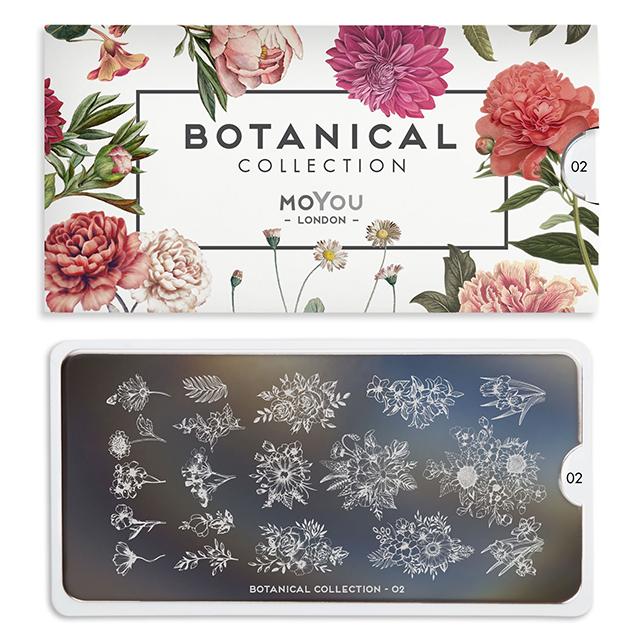 BOTANICAL
COLLECTION
MOYOU
- LONDON -
02
02
BOTANICAL COLLECTION - 02